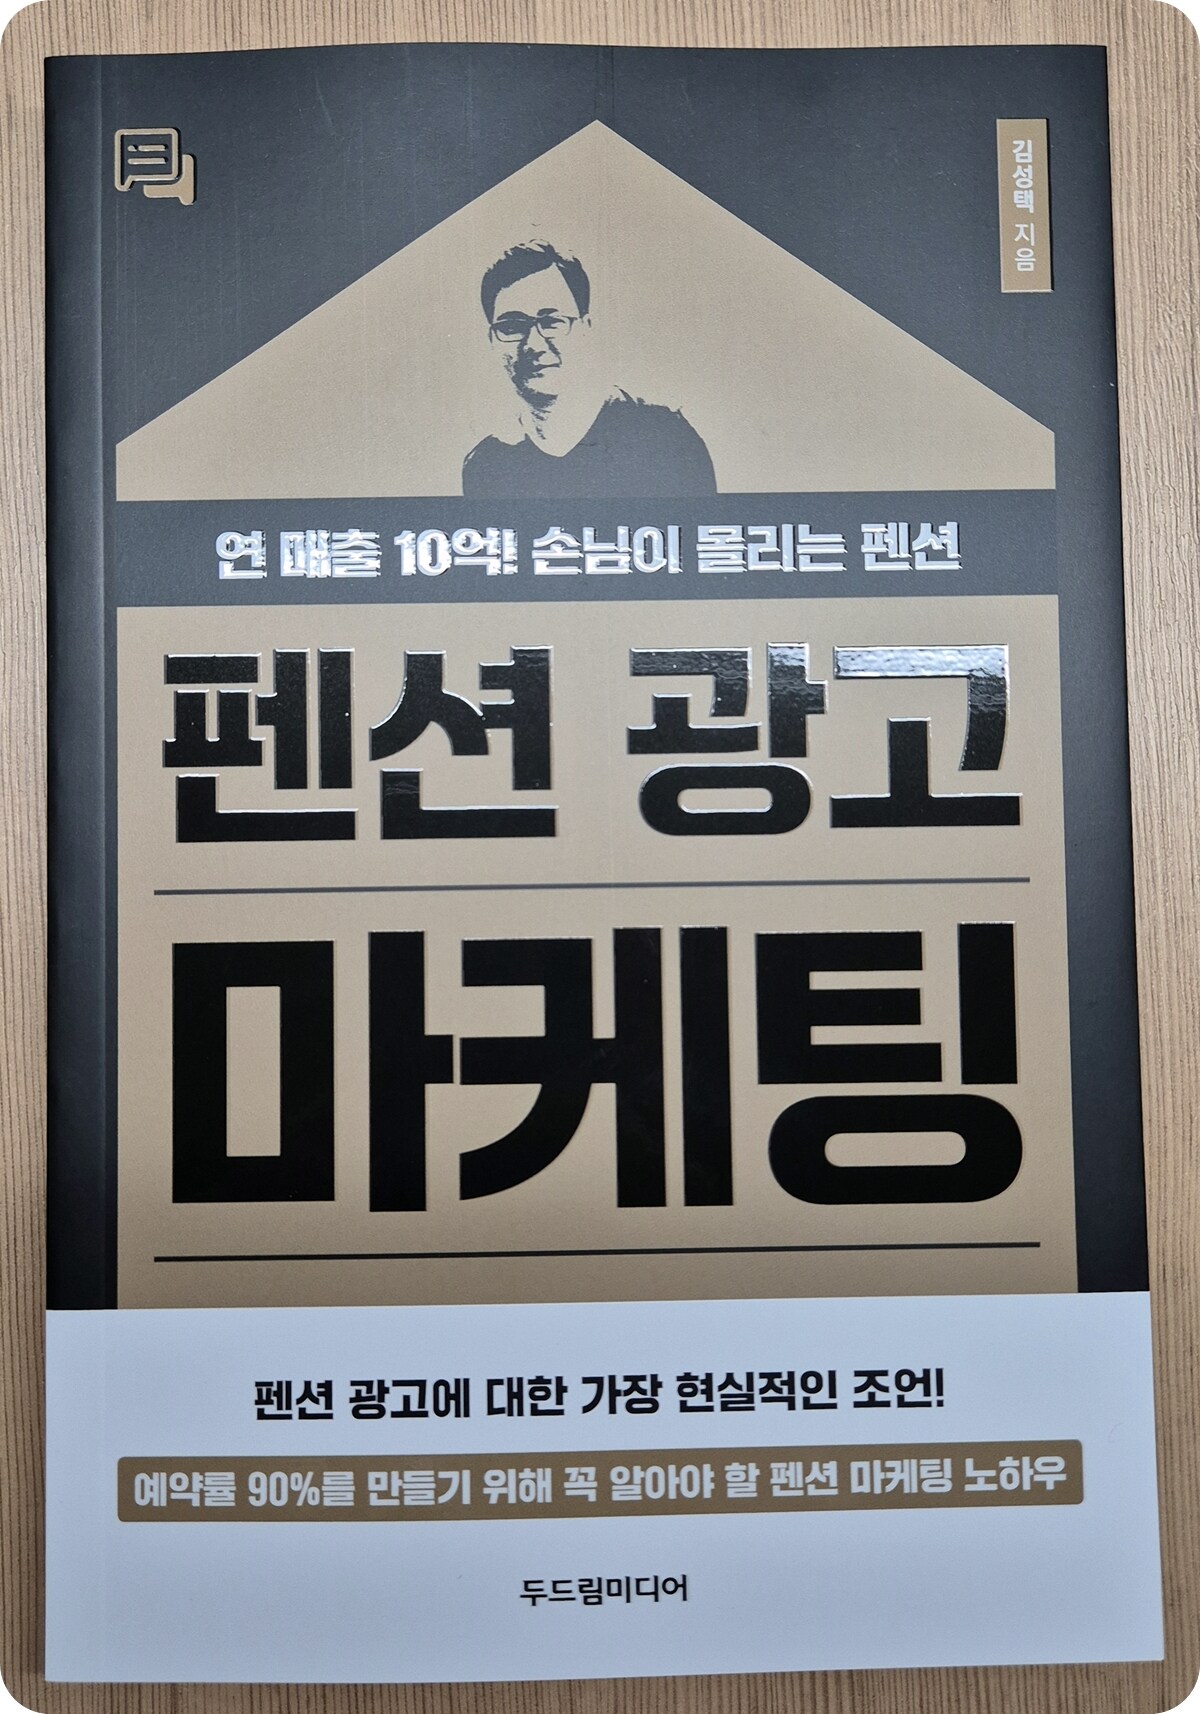 김성택 지음
연 매출 10억! 손님이 몰리는 펜션
펜션 광고
마케팅
펜션 광고에 대한 가장 현실적인 조언!
예약률 90%를 만들기 위해 꼭 알아야 할 펜션 마케팅 노하우
두드림미디어